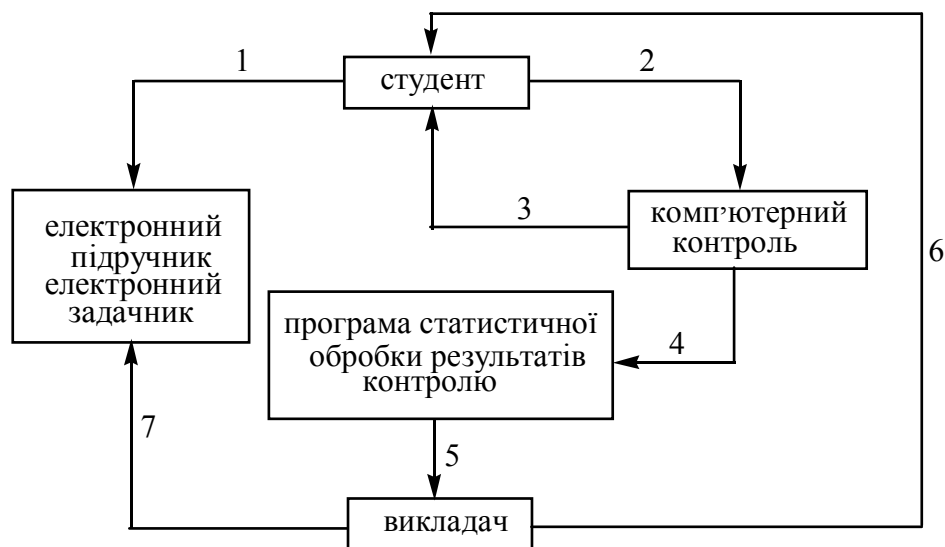 1
студент
2
електронний
підручник
електронний
задачник
3
комп’ютерний
контроль
6
програма статистичної
обробки результатів
контролю
4
7
5
викладач